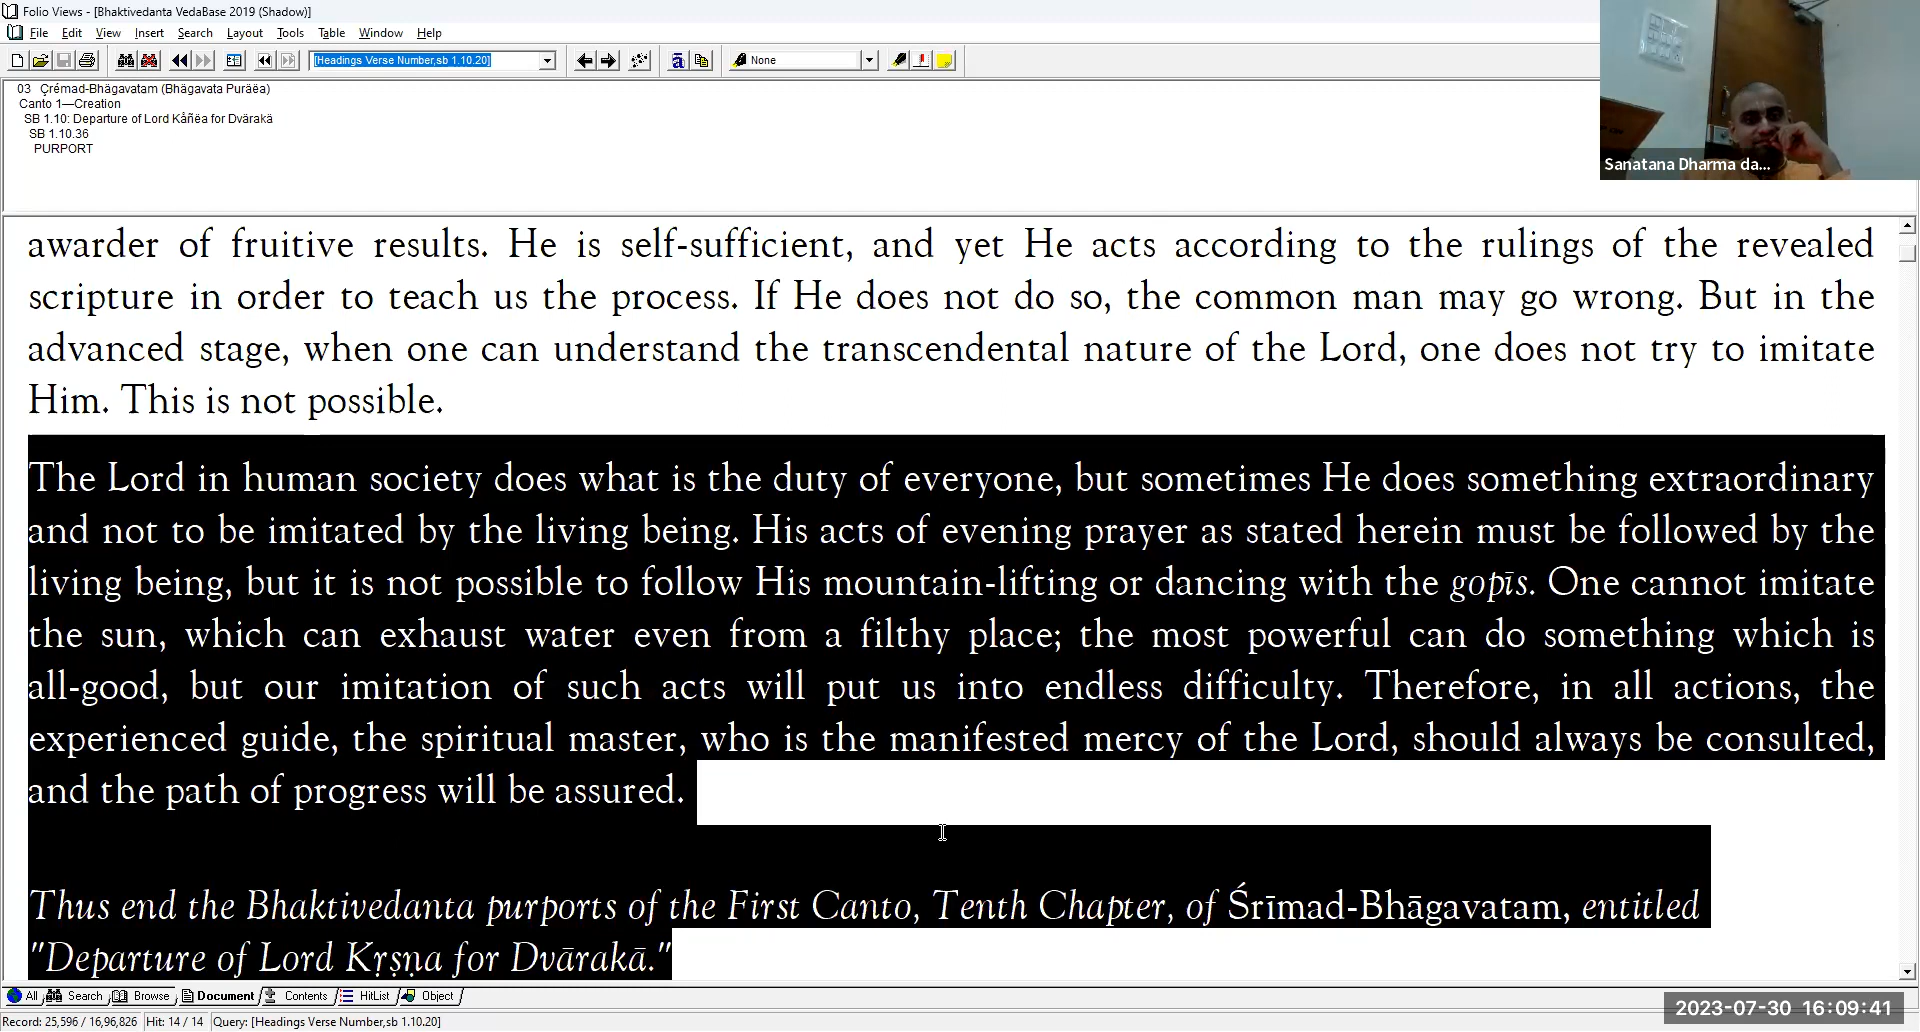 Folio Views - [Bhaktivedanta VedaBase 2019 (Shadow)]
File Edit View Insert Search Layout Tools Table Window Help
[Headings Verse Number,sb 1.10.20]
None
03 Çrémad-Bhägavatam (Bhägavata Puräëa)
Canto 1—Creation
SB 1.10: Departure of Lord Kåñëa for Dvärakä
SB 1.10.36
PURPORT
Sanatana Dharma da...
awarder of fruitive results. He is self-sufficient, and yet He acts according to the rulings of the revealed
scripture in order to teach us the process. If He does not do so, the common man may go wrong. But in the
advanced stage, when one can understand the transcendental nature of the Lord, one does not try to imitate
Him. This is not possible.
The Lord in human society does what is the duty of everyone, but sometimes He does something extraordinary
and not to be imitated by the living being. His acts of evening prayer as stated herein must be followed by the
living being, but it is not possible to follow His mountain-lifting or dancing with the gopīs. One cannot imitate
the sun, which can exhaust water even from a filthy place; the most powerful can do something which is
all-good, but our imitation of such acts will put us into endless difficulty. Therefore, in all actions, the
experienced guide, the spiritual master, who is the manifested mercy of the Lord, should always be consulted,
and the path of progress will be assured.
Thus end the Bhaktivedanta purports of the First Canto, Tenth Chapter, of Śrīmad-Bhāgavatam, entitled
"Departure of Lord Kṛṣṇa for Dvārakā."
All Search Browse Document Contents HitList Object
Record: 25,596 / 16,96,826 Hit: 14 / 14 Query: [Headings Verse Number,sb 1.10.20]
2023-07-30 16:09:41